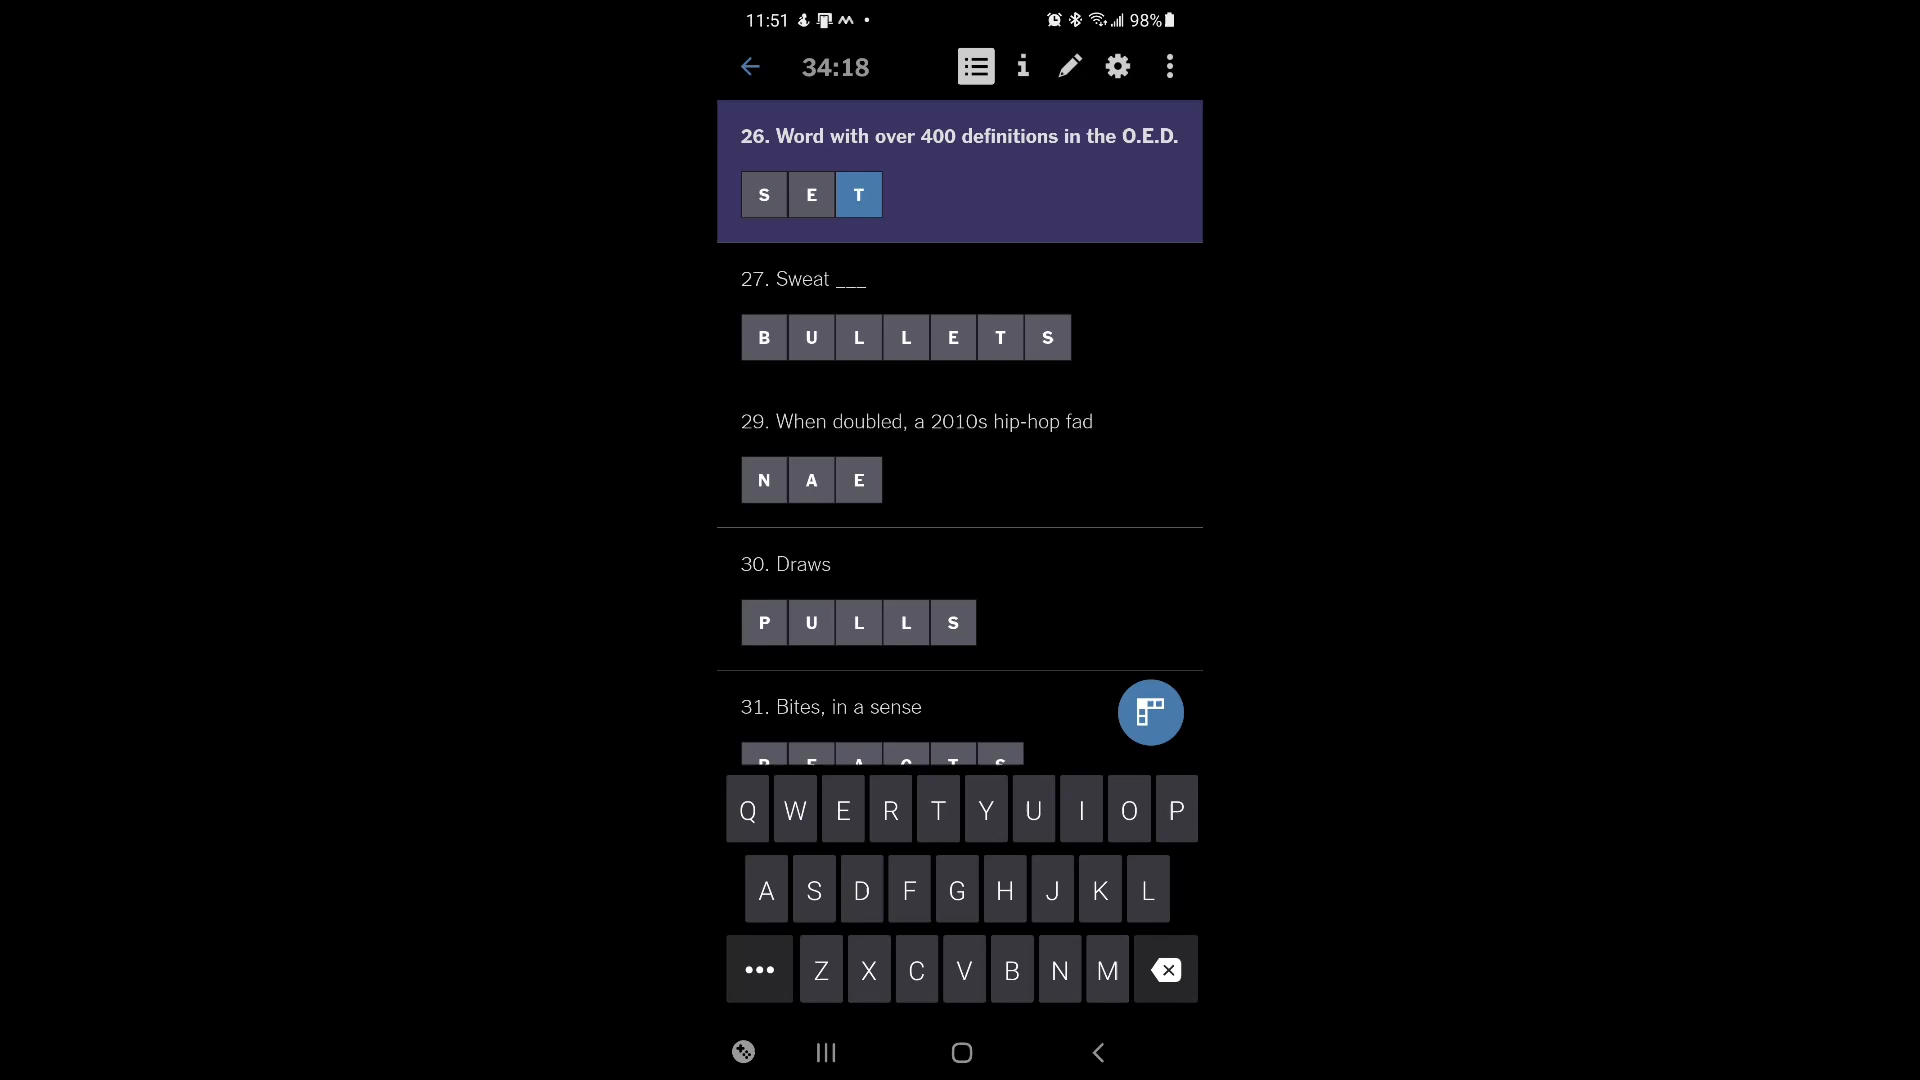 11:51 98%
34:18
26. Word with over 400 definitions in the O.E.D.
S E T
27. Sweat ___
B U L L E T S
29. When doubled, a 2010s hip-hop fad
N A E
30. Draws
P U L L S
31. Bites, in a sense
R E A C T S
Q W E R T Y U I O P
A S D F G H J K L
Z X C V B N M